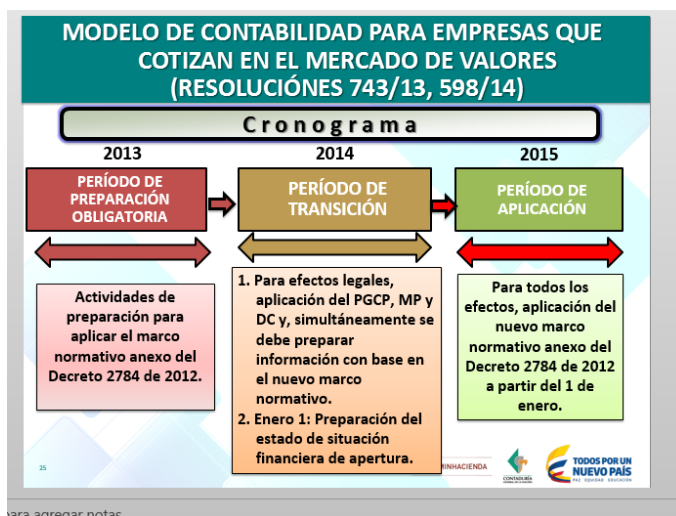 MODELO DE CONTABILIDAD PARA EMPRESAS QUE
COTIZAN EN EL MERCADO DE VALORES
(RESOLUCIÓNES 743/13, 598/14)
Cronograma
2013
2014
2015
PERÍODO DE
PREPARACIÓN
OBLIGATORIA
PERÍODO DE
TRANSICIÓN
PERÍODO DE
APLICACIÓN
Actividades de
preparación para
aplicar el marco
normativo anexo del
Decreto 2784 de 2012.
1. Para efectos legales,
aplicación del PGCP, MP y
DC y, simultáneamente se
debe preparar
información con base en
el nuevo marco
normativo.
2. Enero 1: Preparación del
estado de situación
financiera de apertura.
Para todos los
efectos, aplicación del
nuevo marco
normativo anexo del
Decreto 2784 de 2012
a partir del 1 de
enero.
25
MINHACIENDA
CONTADURÍA
GENERAL DE LA NACIÓN
TODOS POR UN
NUEVO PAÍS
PAZ EQUIDAD EDUCACIÓN
para agregar notas